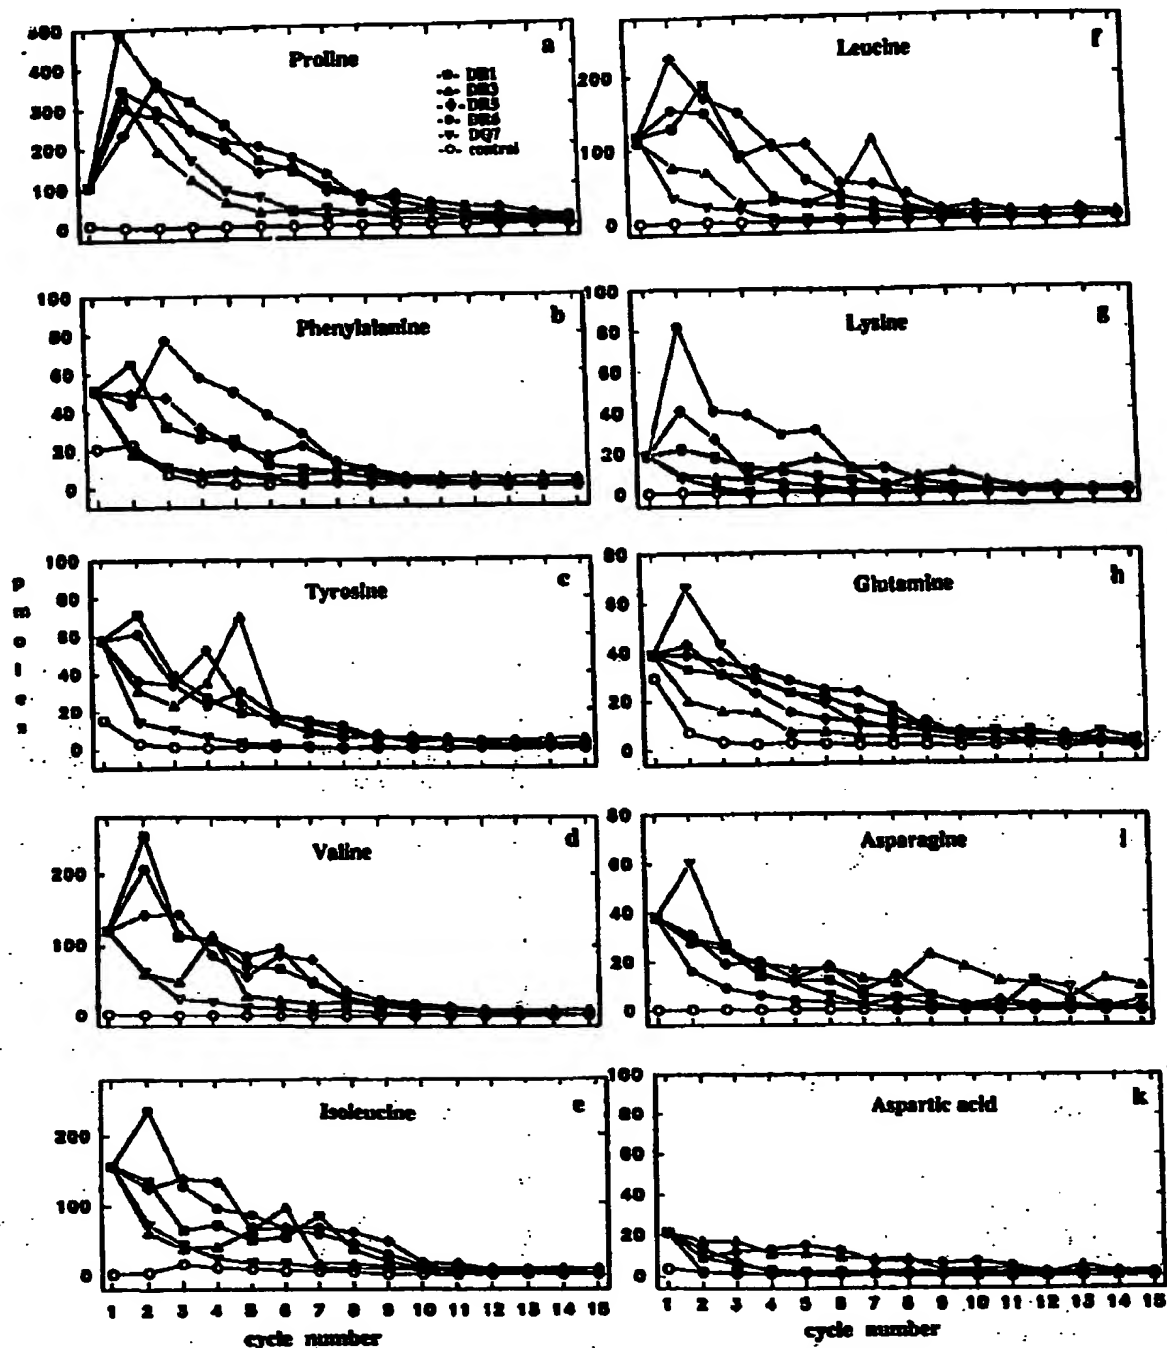 a
Proline
DR1
DR3
DR5
DR6
DQ7
control
500
400
300
200
100
0
f
Leucine
200
100
0
b
Phenylalanine
100
80
60
40
20
0
g
Lysine
100
80
60
40
20
0
c
Tyrosine
100
80
60
40
20
0
h
Glutamine
80
60
40
20
0
pmoles
d
Valine
200
100
0
i
Asparagine
80
60
40
20
0
e
Isoleucine
200
100
0
1 2 3 4 5 6 7 8 9 10 11 12 13 14 15
cycle number
k
Aspartic acid
100
80
60
40
20
0
1 2 3 4 5 6 7 8 9 10 11 12 13 14 15
cycle number